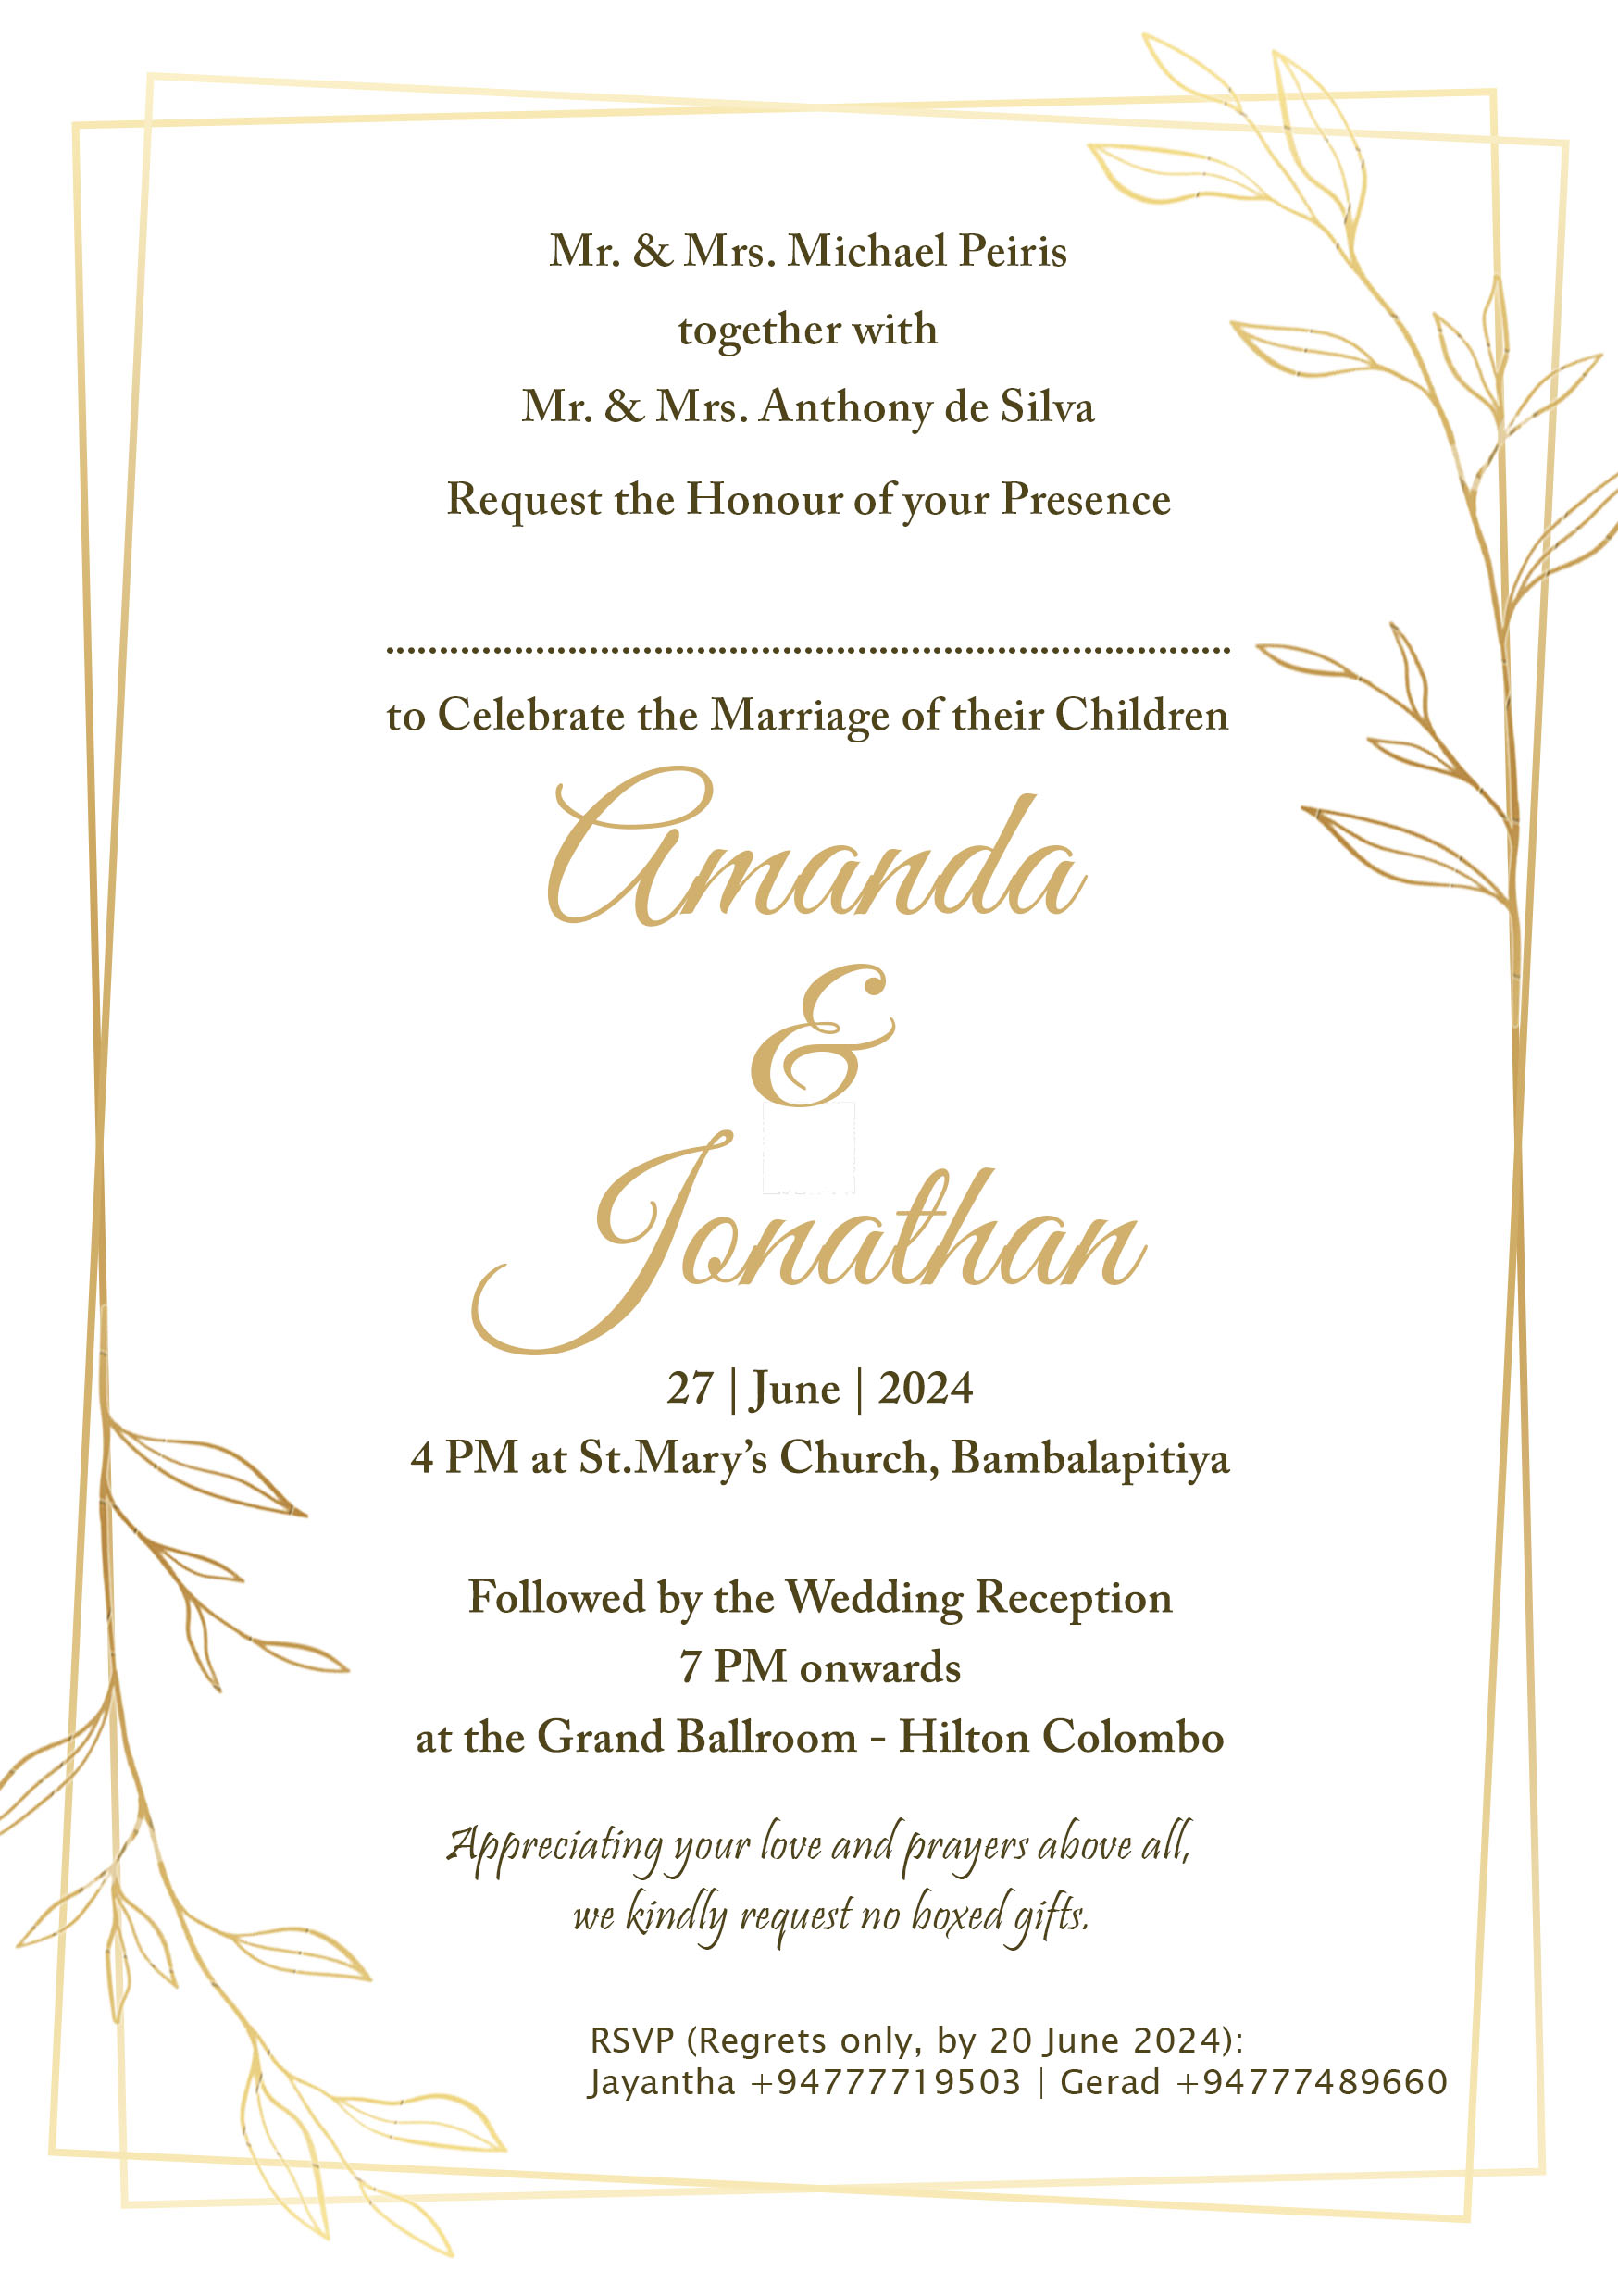 Mr. & Mrs. Michael Peiris
together with
Mr. & Mrs. Anthony de Silva
Request the Honour of your Presence
................................................................................
to Celebrate the Marriage of their Children
Amanda
&
Jonathan
27 | June | 2024
4 PM at St.Mary’s Church, Bambalapitiya
Followed by the Wedding Reception
7 PM onwards
at the Grand Ballroom - Hilton Colombo
Appreciating your love and prayers above all,
we kindly request no boxed gifts.
RSVP (Regrets only, by 20 June 2024):
Jayantha +94777719503 | Gerad +94777489660